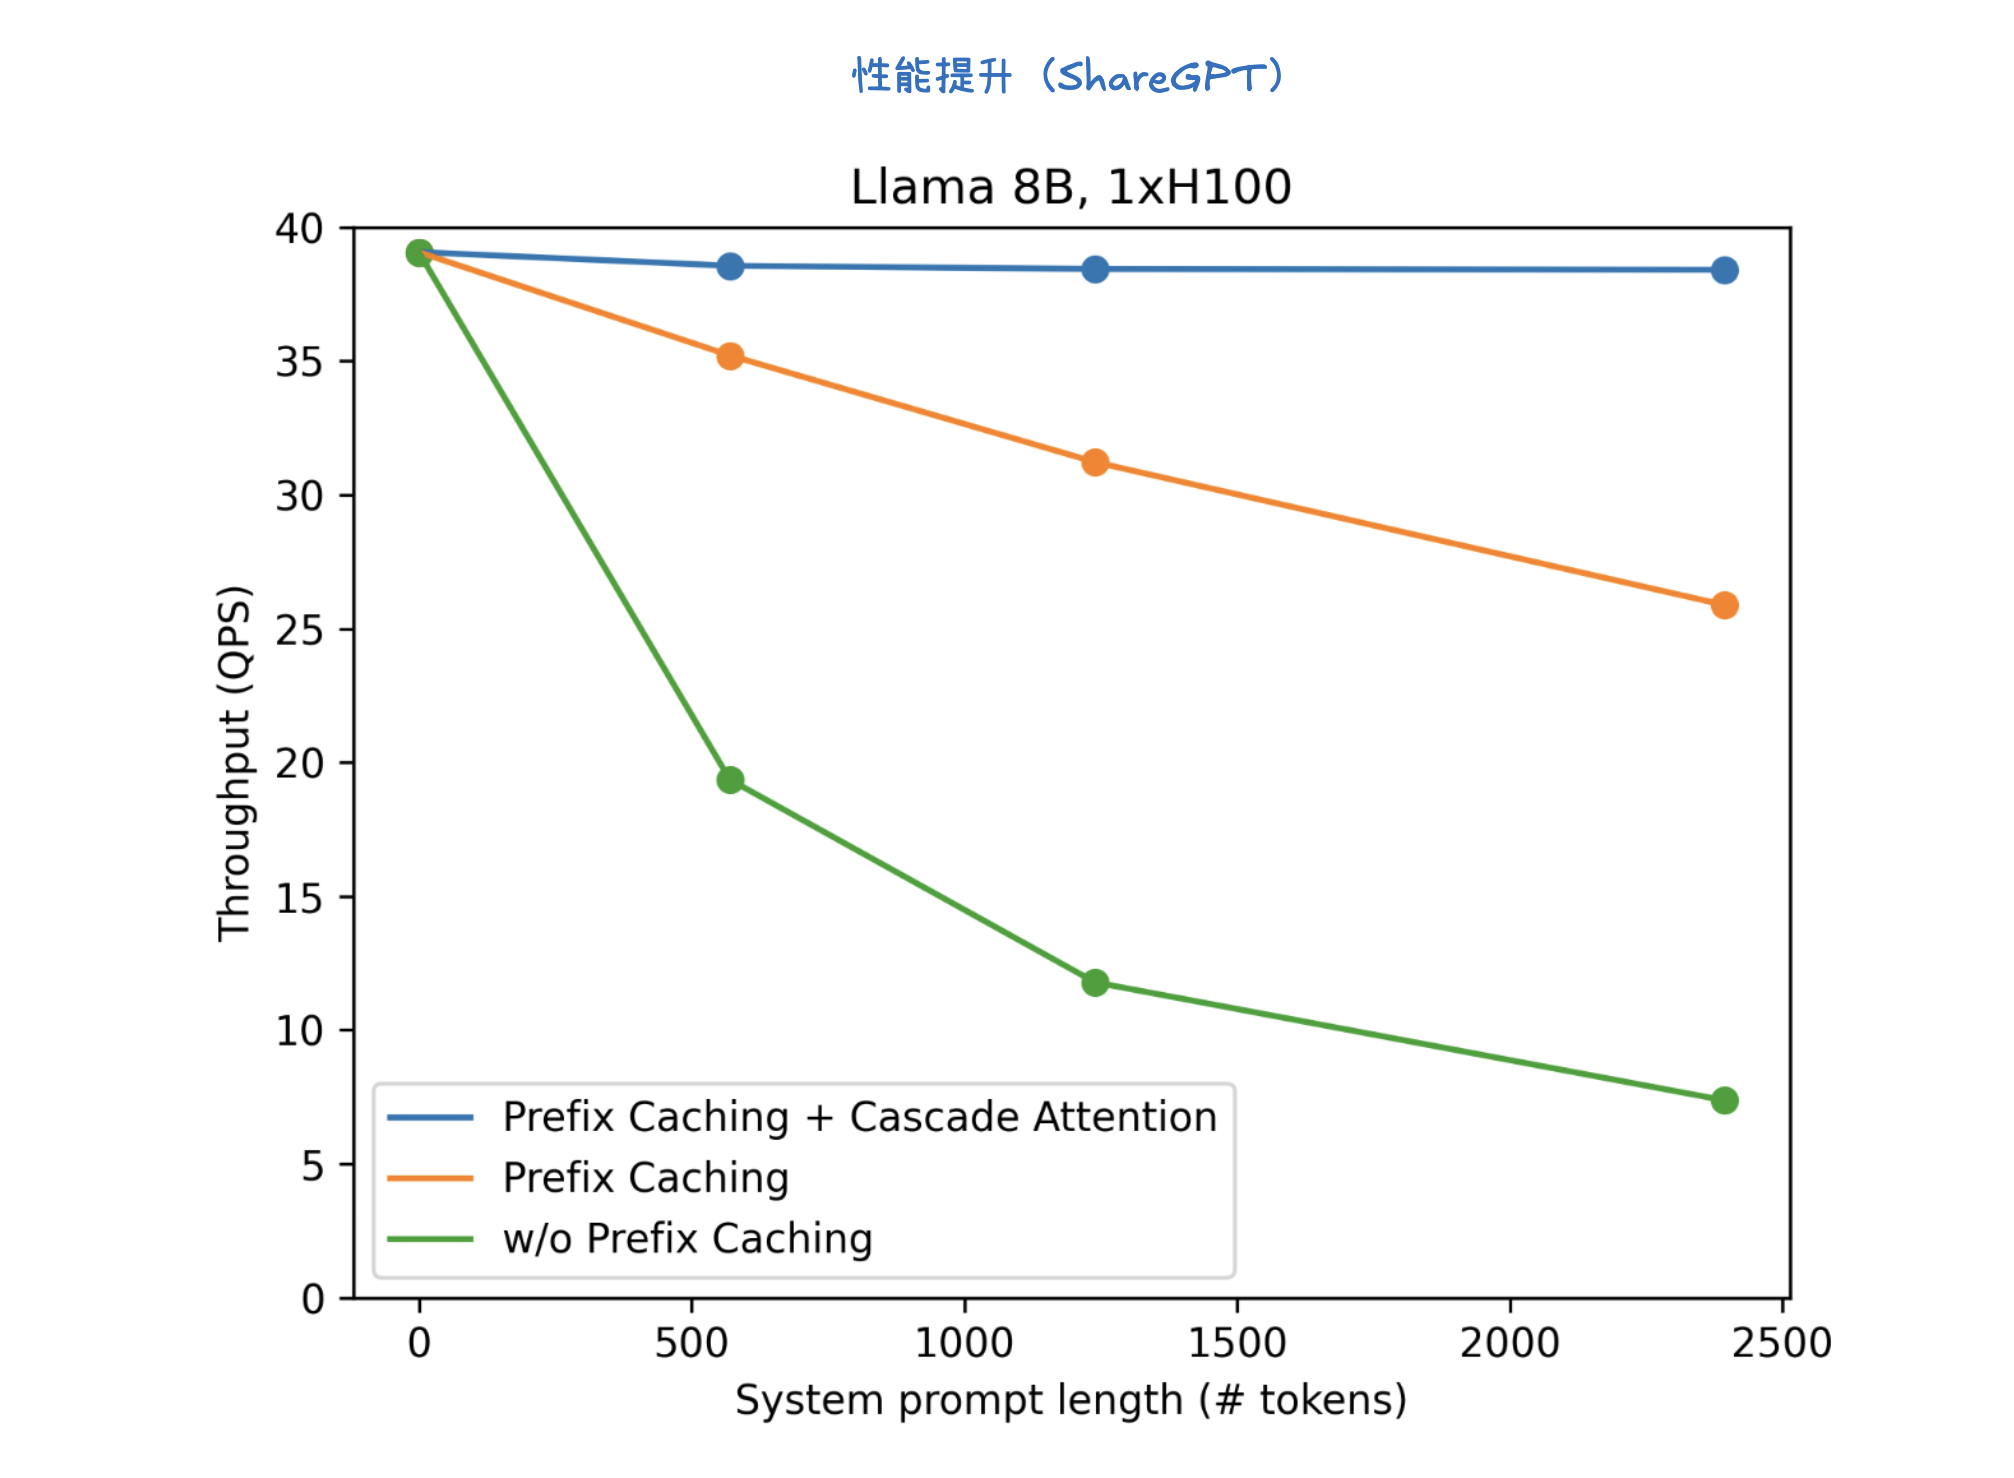 性能提升（ShareGPT）
Llama 8B, 1xH100
Throughput (QPS)
40
35
30
25
20
15
10
5
0
Prefix Caching + Cascade Attention
Prefix Caching
w/o Prefix Caching
0 500 1000 1500 2000 2500
System prompt length (# tokens)